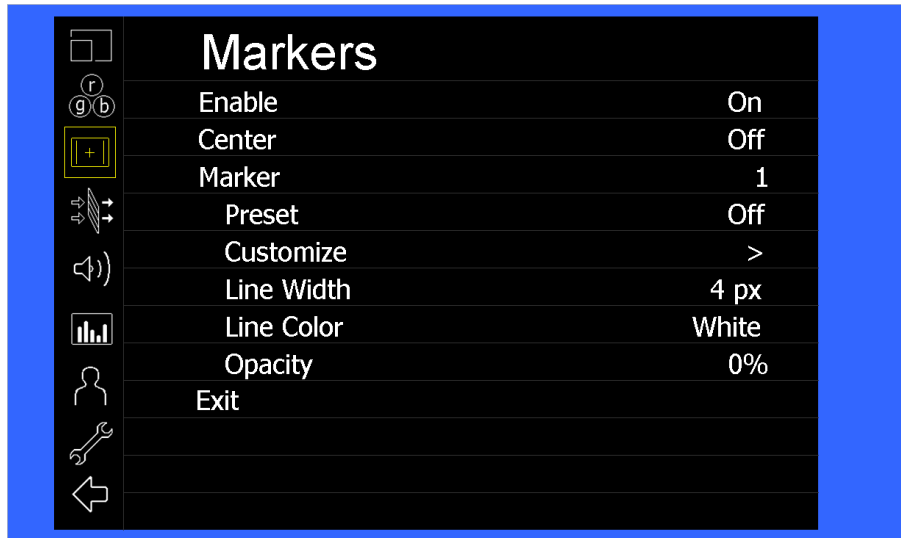 Markers
r
g b
Enable On
Center Off
Marker 1
Preset Off
Customize >
Line Width 4 px
Line Color White
Opacity 0%
Exit